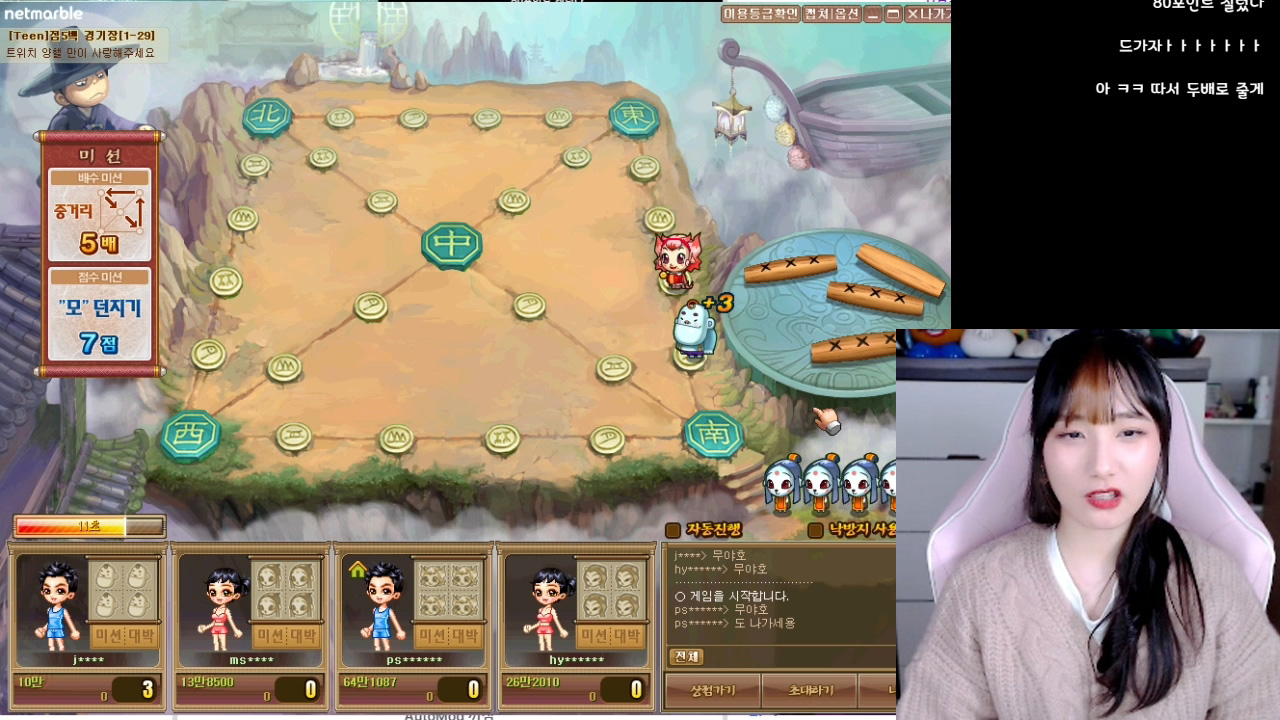 netmarble
[Teen]점5백 경기장[1-29]
트위치 양햄 많이 사랑해주세요
이용등급확인
캡쳐
옵션
나가기
80포인트 질렀다
드가자ㅏㅏㅏㅏㅏㅏㅏ
아 ㅋㅋ 따서 두배로 줄게
미 션
배수 미션
중거리
5배
점수 미션
"모" 던지기
7점
北
東
中
西
南
+3
11초
자동진행
낙방지 사용
j****> 무야호
hy******> 무야호
○ 게임을 시작합니다.
ps******> 무야호
ps******> 도 나가세용
전체
상점가기
초대하기
미션 대박
미션 대박
미션 대박
미션 대박
j****
ms****
ps******
hy******
10만
0
3
13만8500
0
0
64만1087
0
0
26만2010
0
0